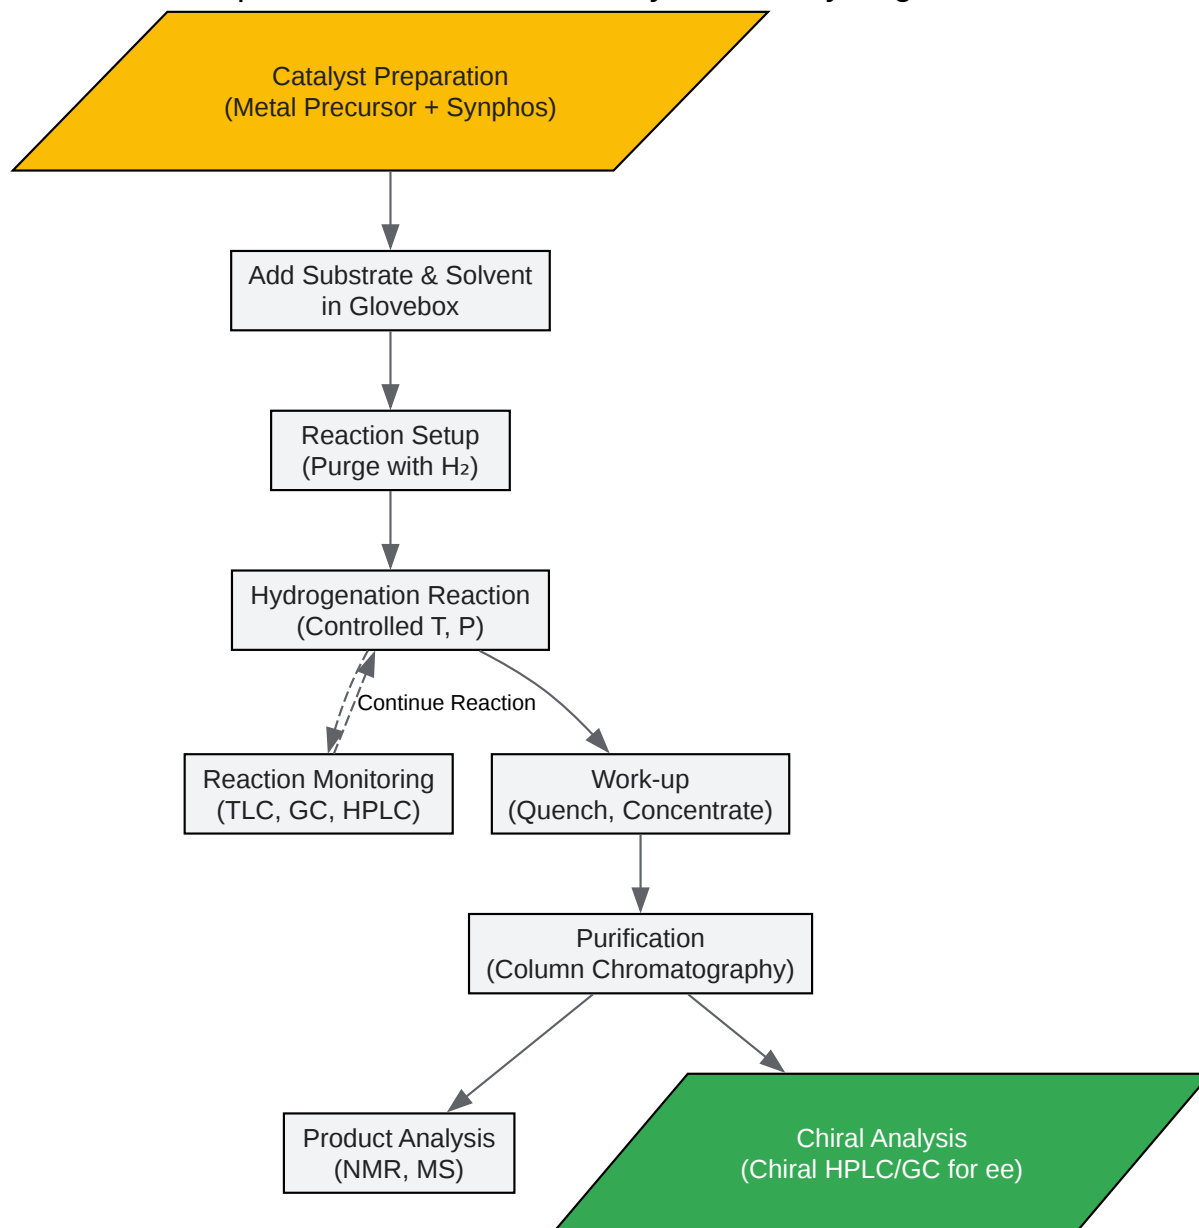 Catalyst Preparation
(Metal Precursor + Synphos)
Add Substrate & Solvent
in Glovebox
Reaction Setup
(Purge with H₂)
Hydrogenation Reaction
(Controlled T, P)
Continue Reaction
Reaction Monitoring
(TLC, GC, HPLC)
Work-up
(Quench, Concentrate)
Purification
(Column Chromatography)
Product Analysis
(NMR, MS)
Chiral Analysis
(Chiral HPLC/GC for ee)